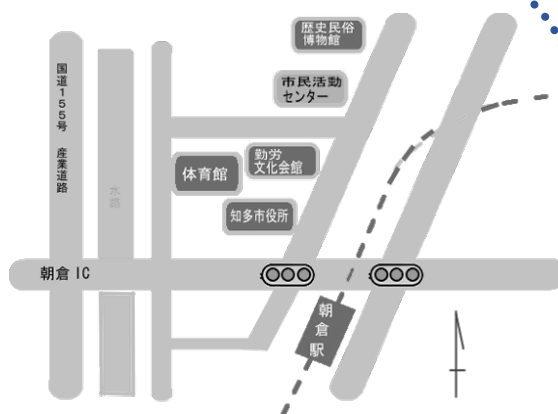 歴史民俗
博物館
市民活動
センター
国道155号 産業道路
水路
勤労
文化会館
体育館
知多市役所
朝倉IC
朝倉駅